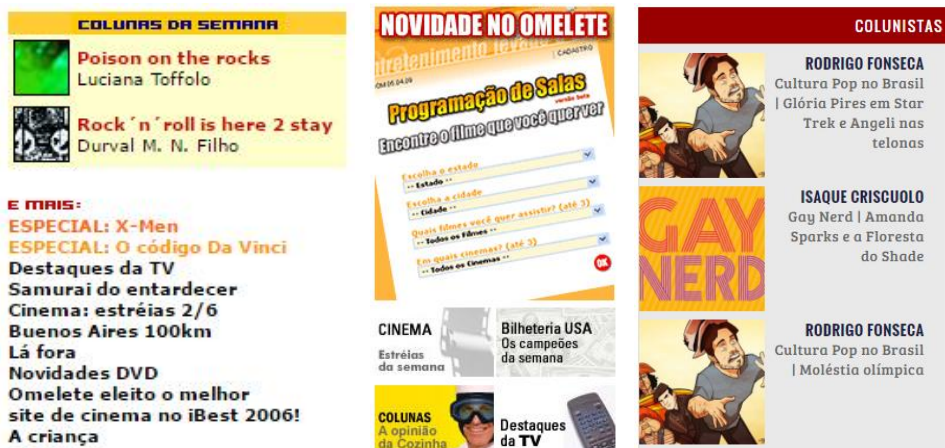 COLUNAS DA SEMANA
Poison on the rocks
Luciana Toffolo
Rock´n´roll is here 2 stay
Durval M. N. Filho
E MAIS:
ESPECIAL: X-Men
ESPECIAL: O código Da Vinci
Destaques da TV
Samurai do entardecer
Cinema: estréias 2/6
Buenos Aires 100km
Lá fora
Novidades DVD
Omelete eleito o melhor
site de cinema no iBest 2006!
A criança
NOVIDADE NO OMELETE
| CADASTRO
Programação de Salas
versão beta
Encontre o filme que você quer ver
Escolha o estado
-- Estado --
Escolha a cidade
-- Cidade --
Quais filmes você quer assistir? (até 3)
-- Todos os Filmes --
Em quais cinemas? (até 3)
-- Todos os Cinemas --
OK
CINEMA
Estréias
da semana
Bilheteria USA
Os campeões
da semana
COLUNAS
A opinião
da Cozinha
Destaques
da TV
COLUNISTAS
RODRIGO FONSECA
Cultura Pop no Brasil
| Glória Pires em Star
Trek e Angeli nas
telonas
GAY
NERD
ISAQUE CRISCUOLO
Gay Nerd | Amanda
Sparks e a Floresta
do Shade
RODRIGO FONSECA
Cultura Pop no Brasil
| Moléstia olímpica